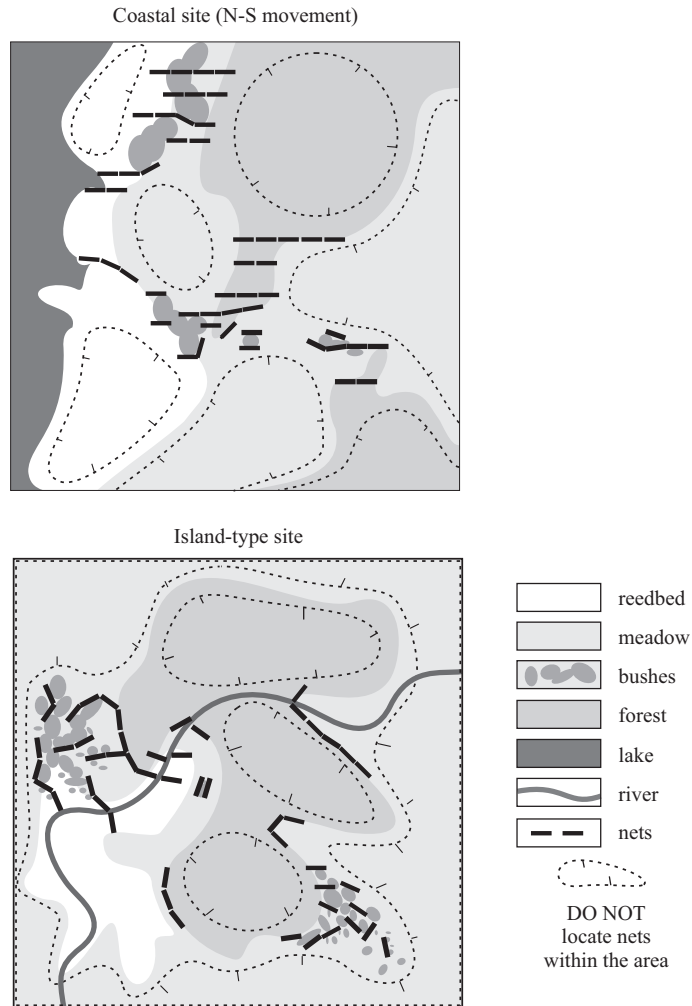 Coastal site (N-S movement)
Island-type site
reedbed
meadow
bushes
forest
lake
river
nets
DO NOT
locate nets
within the area